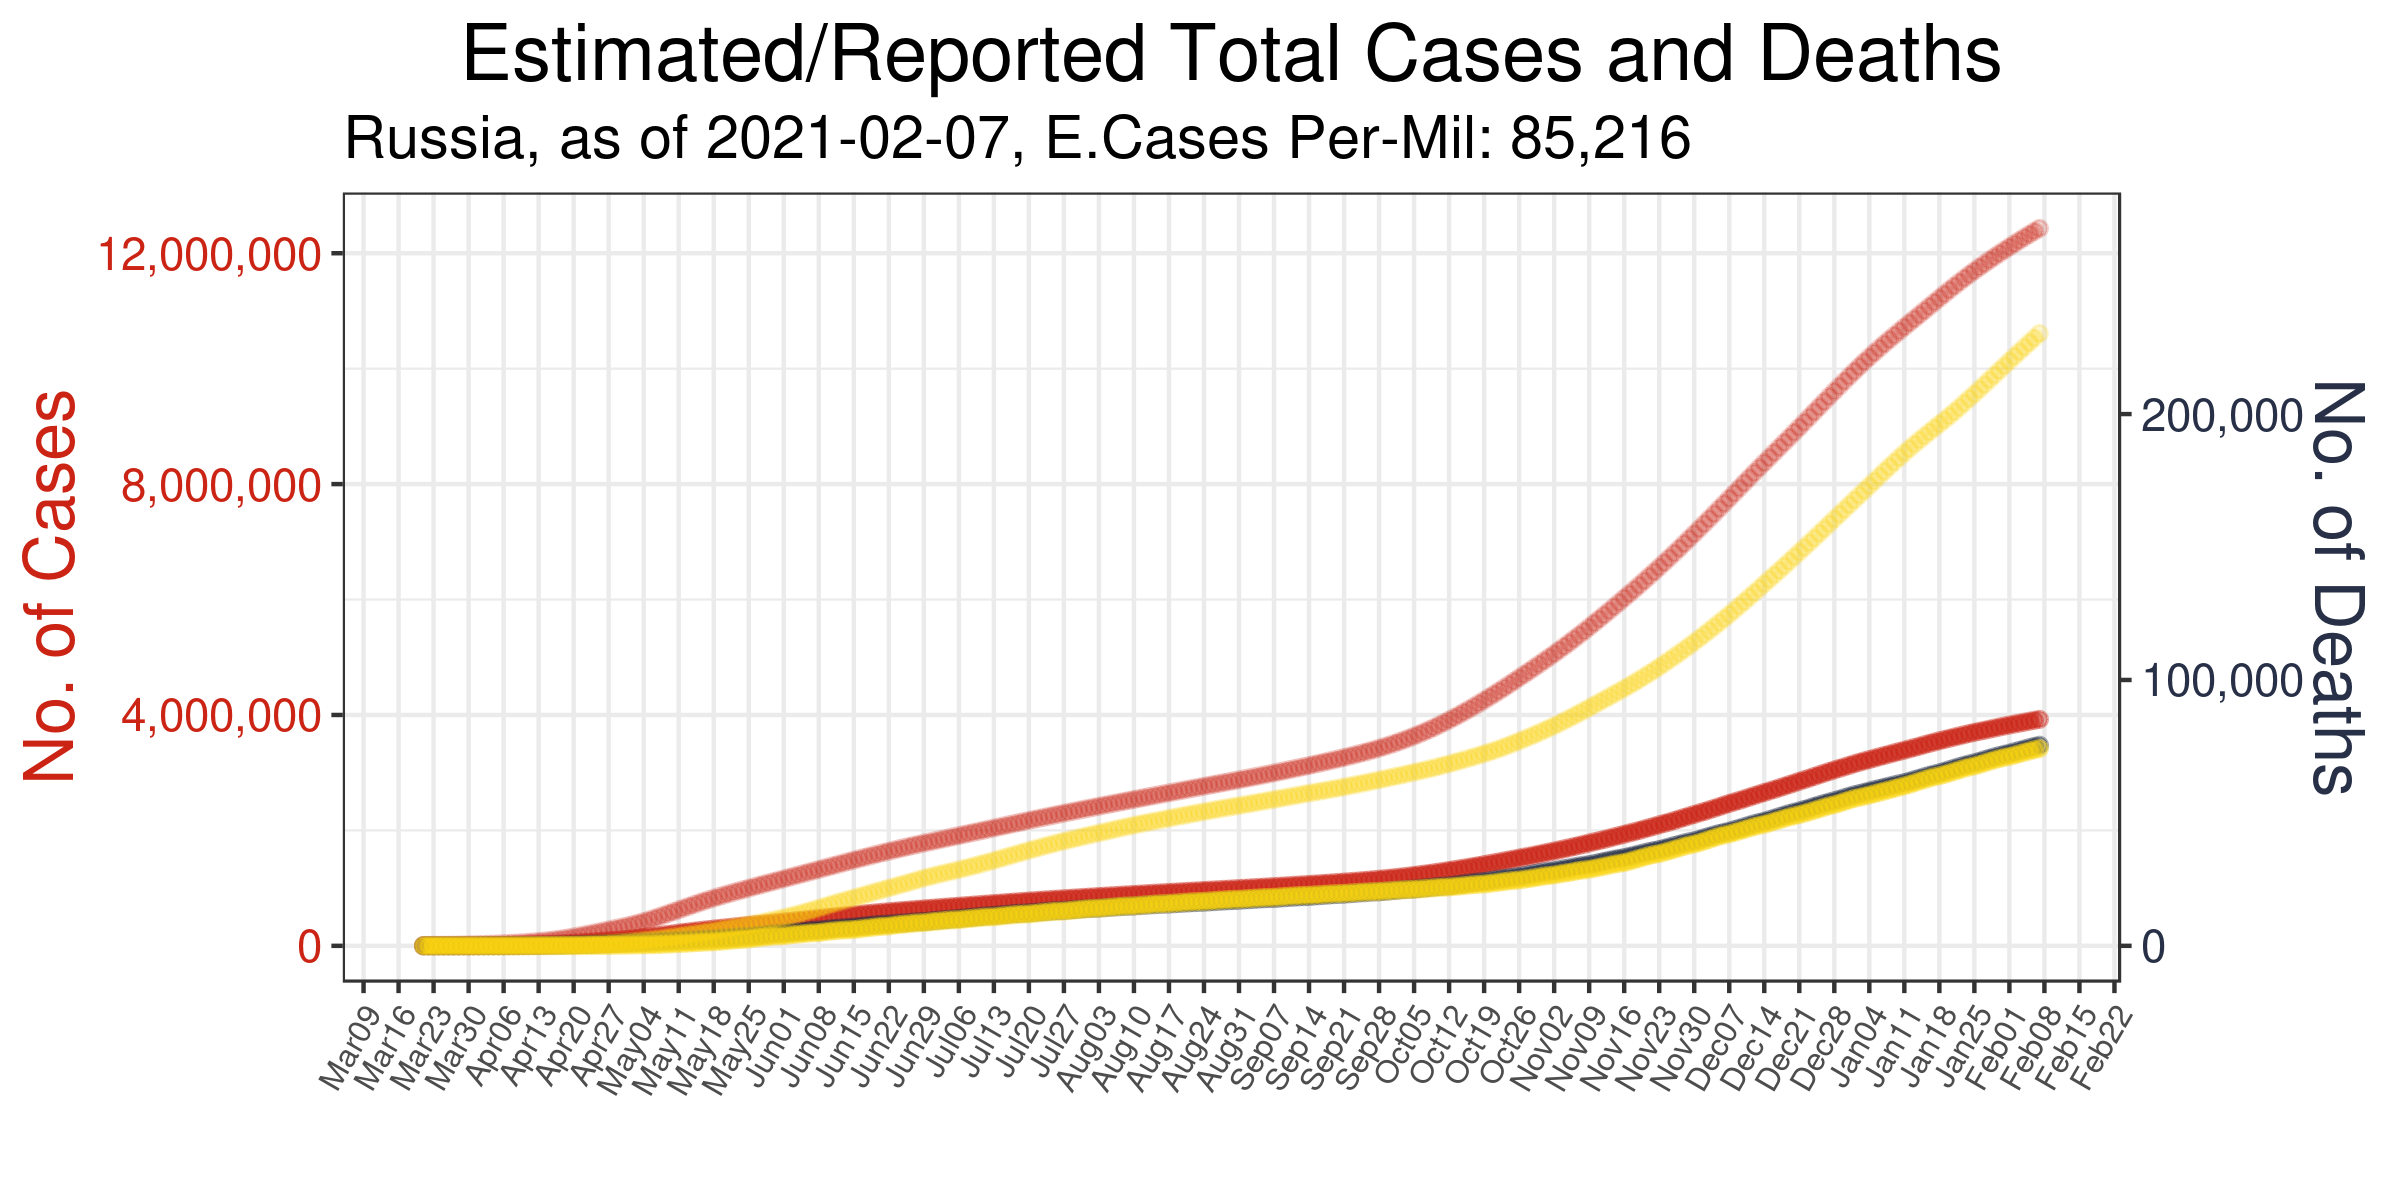 Estimated/Reported Total Cases and Deaths
Russia, as of 2021-02-07, E.Cases Per-Mil: 85,216
No. of Cases
12,000,000
8,000,000
4,000,000
0
No. of Deaths
200,000
100,000
0
Mar09
Mar16
Mar23
Mar30
Apr06
Apr13
Apr20
Apr27
May04
May11
May18
May25
Jun01
Jun08
Jun15
Jun22
Jun29
Jul06
Jul13
Jul20
Jul27
Aug03
Aug10
Aug17
Aug24
Aug31
Sep07
Sep14
Sep21
Sep28
Oct05
Oct12
Oct19
Oct26
Nov02
Nov09
Nov16
Nov23
Nov30
Dec07
Dec14
Dec21
Dec28
Jan04
Jan11
Jan18
Jan25
Feb01
Feb08
Feb15
Feb22